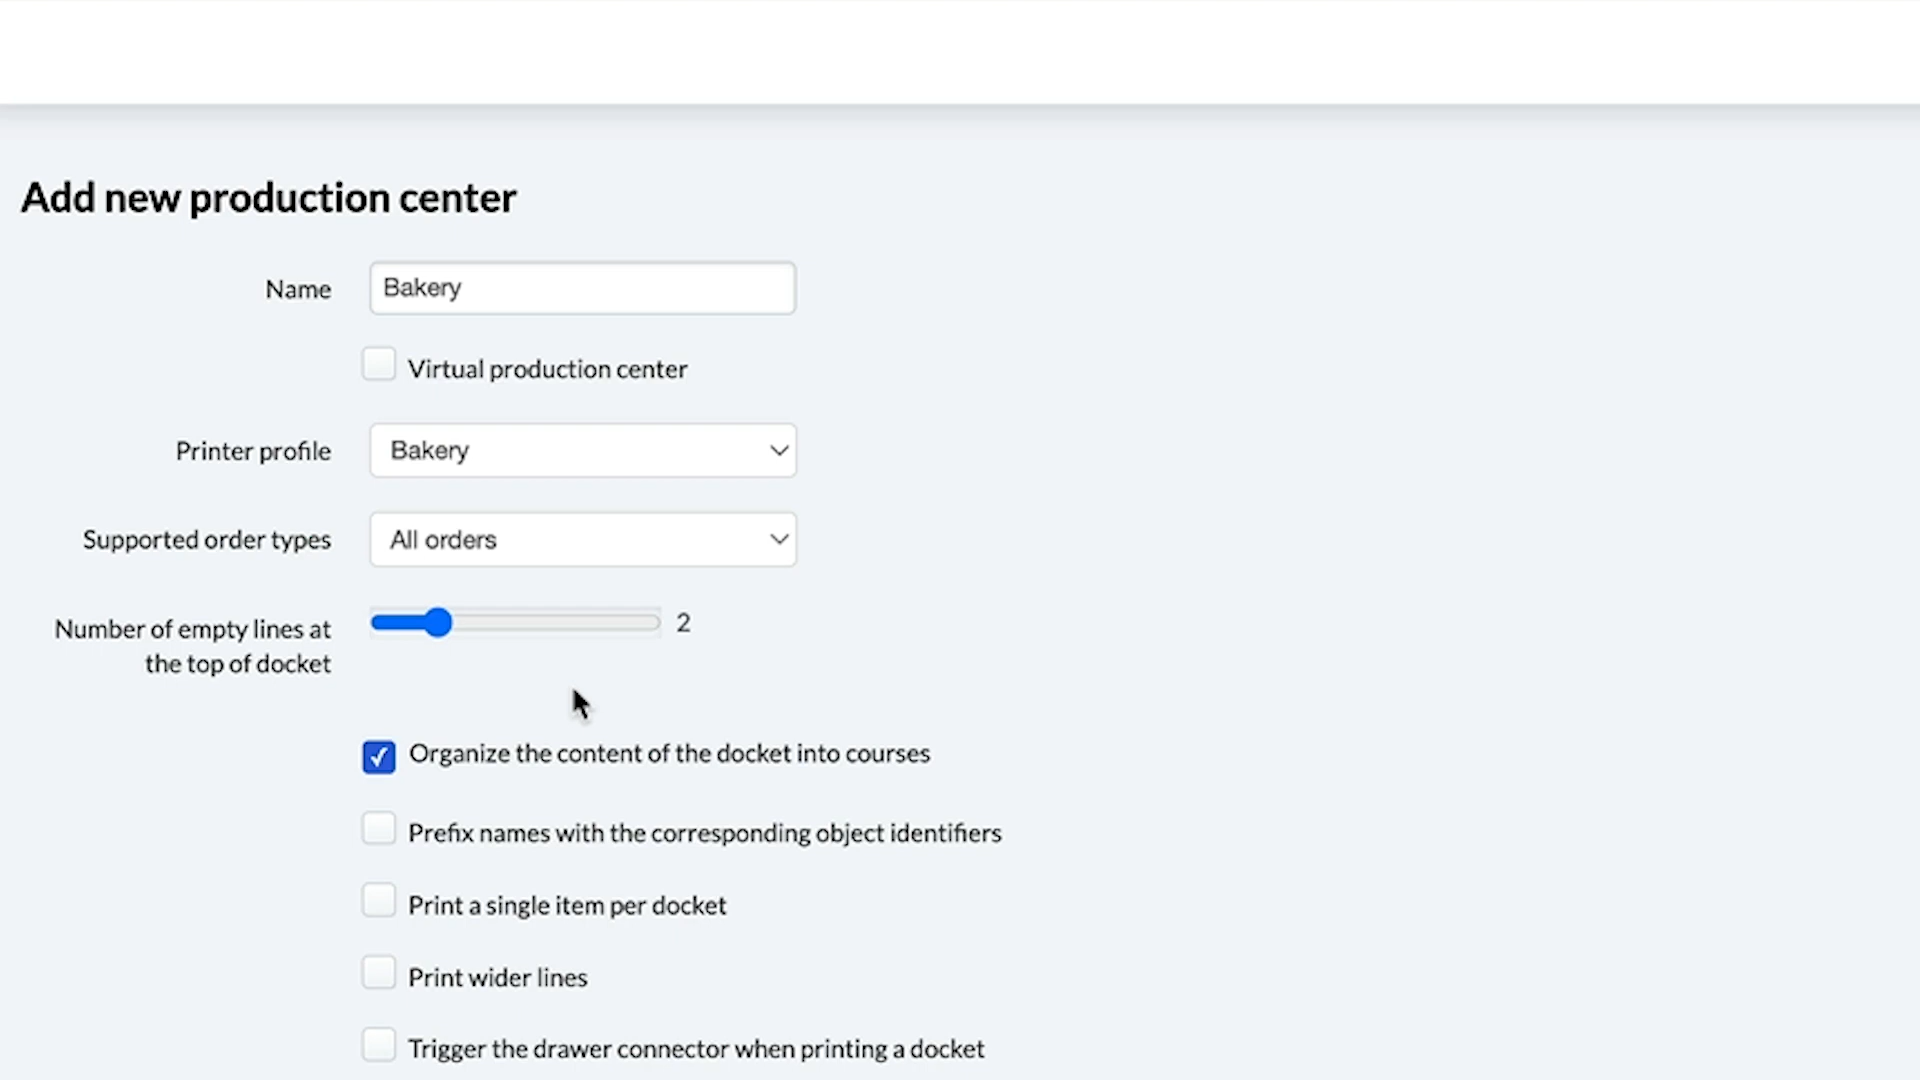 Add new production center
Name
Bakery
Virtual production center
Printer profile
Bakery
Supported order types
All orders
Number of empty lines at
the top of docket
2
Organize the content of the docket into courses
Prefix names with the corresponding object identifiers
Print a single item per docket
Print wider lines
Trigger the drawer connector when printing a docket